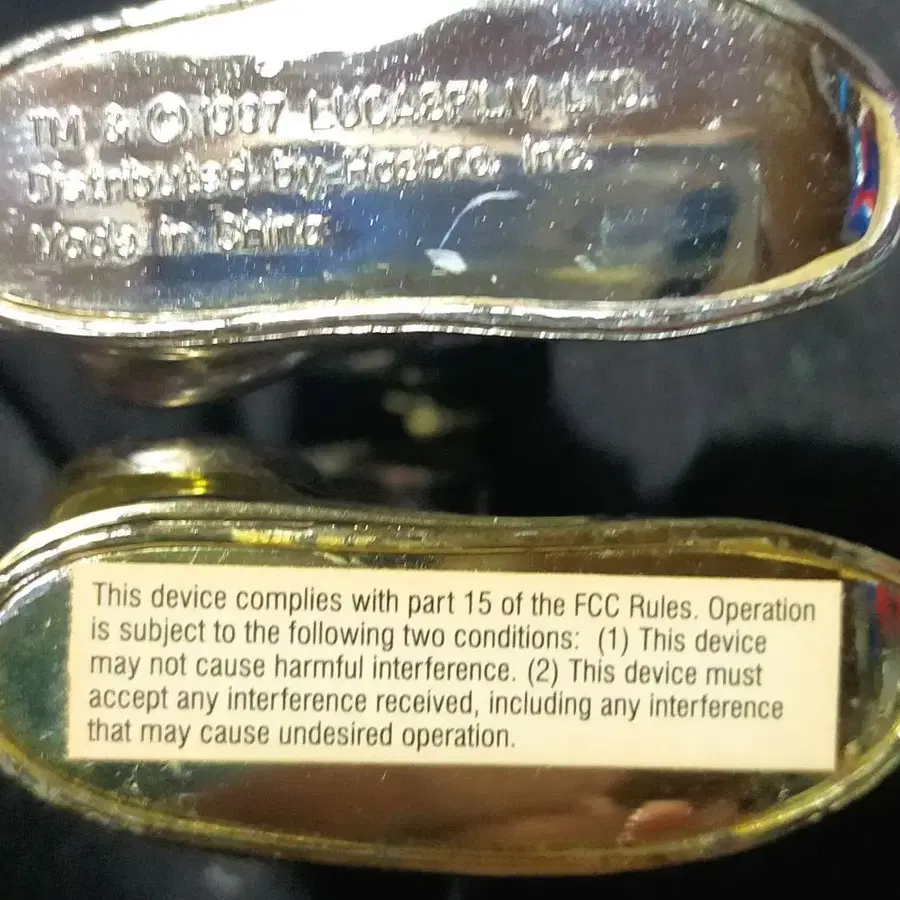 TM & © 1997 LUCASFILM LTD.
Distributed by Hasbro, Inc.
Made in China
This device complies with part 15 of the FCC Rules. Operation
is subject to the following two conditions: (1) This device
may not cause harmful interference. (2) This device must
accept any interference received, including any interference
that may cause undesired operation.